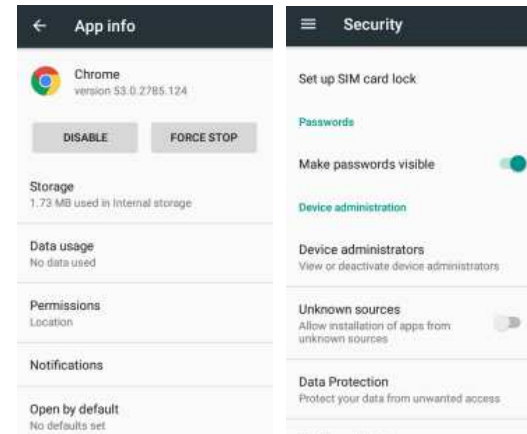 App info
Chrome
version 53.0.2785.124
DISABLE
FORCE STOP
Storage
1.73 MB used in Internal storage
Data usage
No data used
Permissions
Location
Notifications
Open by default
No defaults set
Security
Set up SIM card lock
Passwords
Make passwords visible
Device administration
Device administrators
View or deactivate device administrators
Unknown sources
Allow installation of apps from
unknown sources
Data Protection
Protect your data from unwanted access